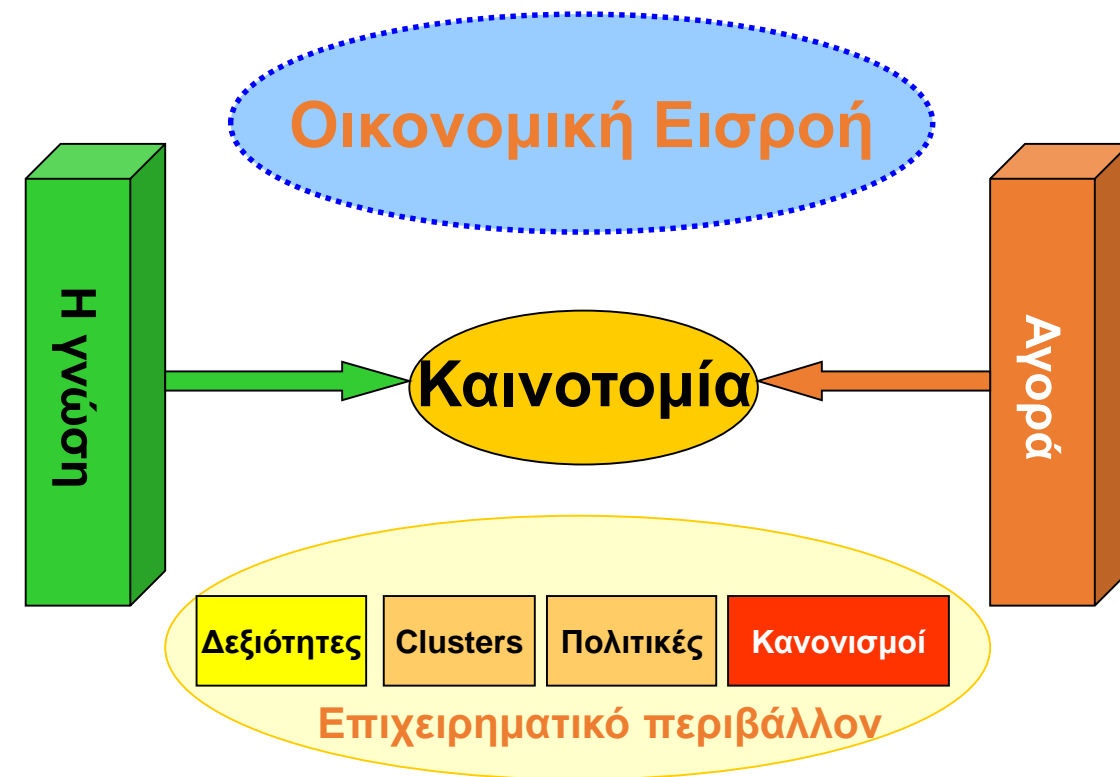 Οικονομική Εισροή
Η γνώση
Καινοτομία
Αγορά
Δεξιότητες
Clusters
Πολιτικές
Κανονισμοί
Επιχειρηματικό περιβάλλον